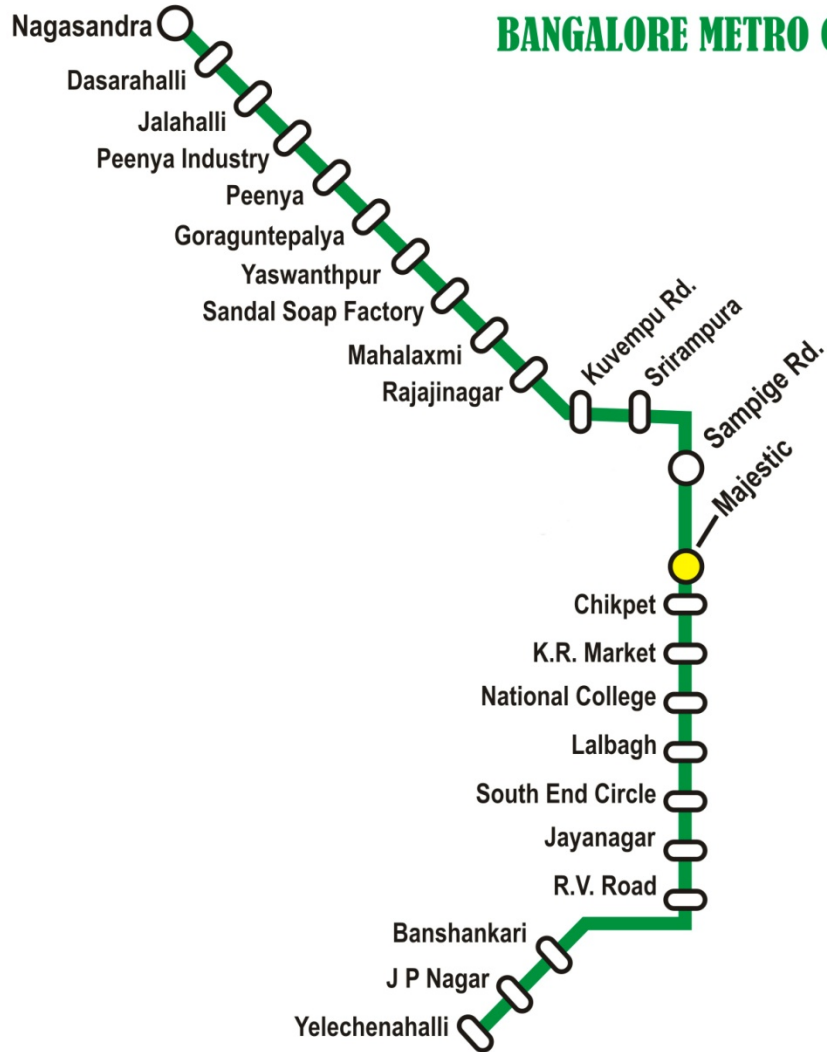 BANGALORE METRO
Nagasandra
Dasarahalli
Jalahalli
Peenya Industry
Peenya
Goraguntepalya
Yaswanthpur
Sandal Soap Factory
Mahalaxmi
Rajajinagar
Kuvempu Rd.
Srirampura
Sampige Rd.
Majestic
Chikpet
K.R. Market
National College
Lalbagh
South End Circle
Jayanagar
R.V. Road
Banshankari
J P Nagar
Yelechenahalli